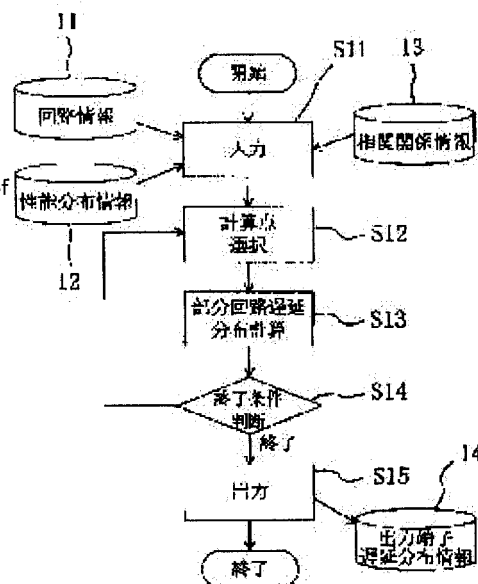 11
S11
13
開始
回路情報
入力
相関関係情報
性能分布情報
12
計算点
選択
S12
部分回路遅延
分布計算
S13
終了条件
判断
S14
終了
出力
S15
14
出力端子
遅延分布情報
終了